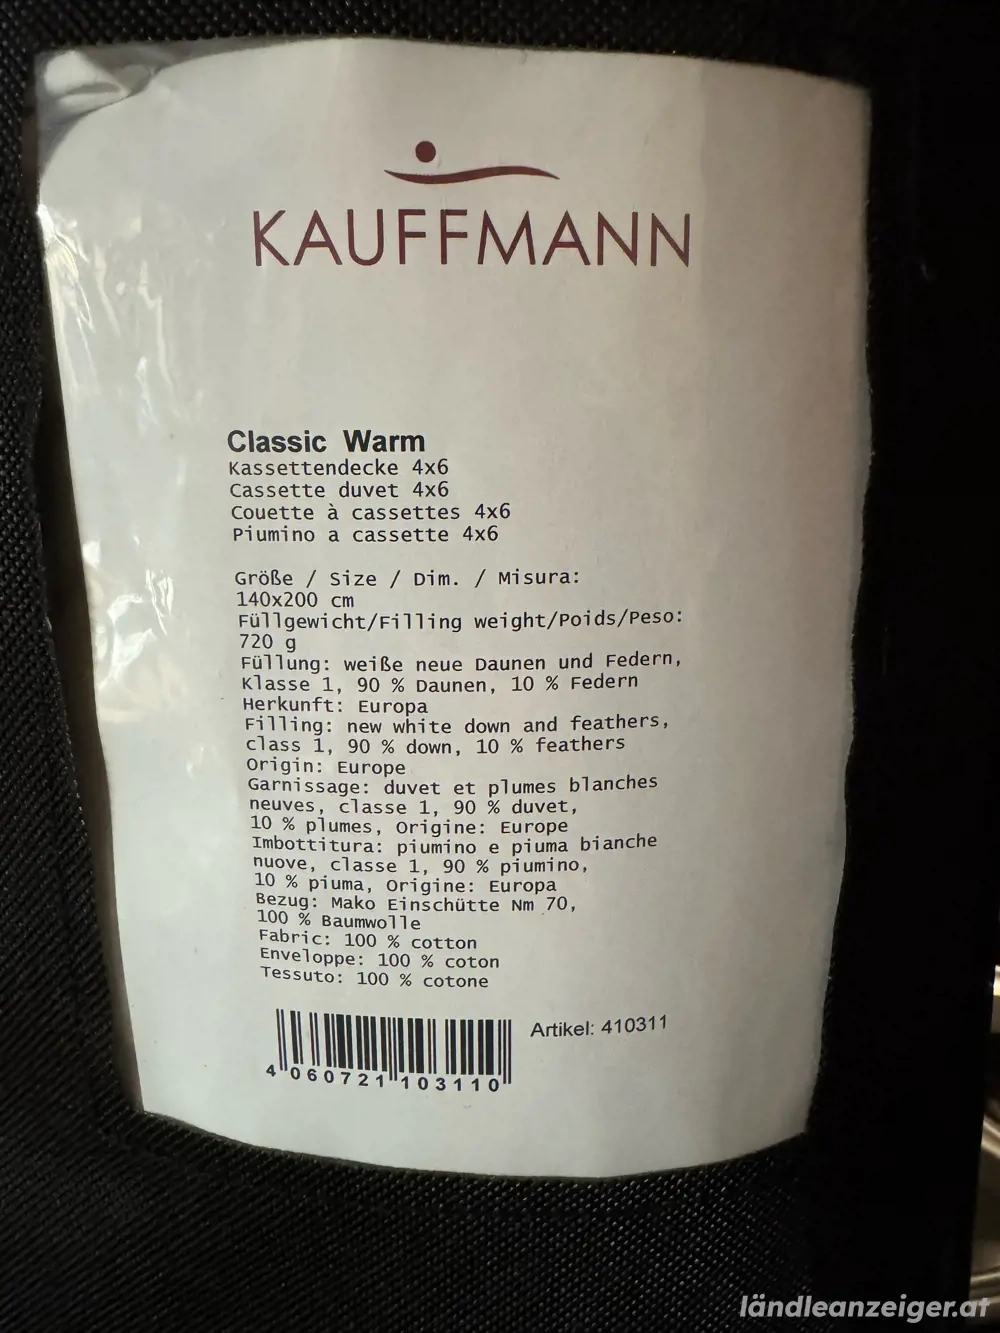 KAUFFMANN
Classic Warm
Kassettendecke 4x6
Cassette duvet 4x6
Couette à cassettes 4x6
Piumino a cassette 4x6
Größe / Size / Dim. / Misura:
140x200 cm
Füllgewicht/Filling weight/Poids/Peso:
720 g
Füllung: weiße neue Daunen und Federn,
Klasse 1, 90 % Daunen, 10 % Federn
Herkunft: Europa
Filling: new white down and feathers,
class 1, 90 % down, 10 % feathers
Origin: Europe
Garnissage: duvet et plumes blanches
neuves, classe 1, 90 % duvet,
10 % plumes, Origine: Europe
Imbottitura: piumino e piuma bianche
nuove, classe 1, 90 % piumino,
10 % piuma, Origine: Europa
Bezug: Mako Einschütte Nm 70,
100 % Baumwolle
Fabric: 100 % cotton
Enveloppe: 100 % coton
Tessuto: 100 % cotone
Artikel: 410311
4 060721 103110
ländleanzeiger.at